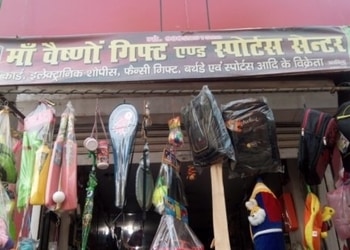 माँ वैष्णो गिफ्ट एण्ड स्पोर्टस सेन्टर
कार्ड, इलेक्ट्रानिक शोपीस, फैन्सी गिफ्ट, बर्थडे एवं स्पोर्टस आदि के विक्रेता